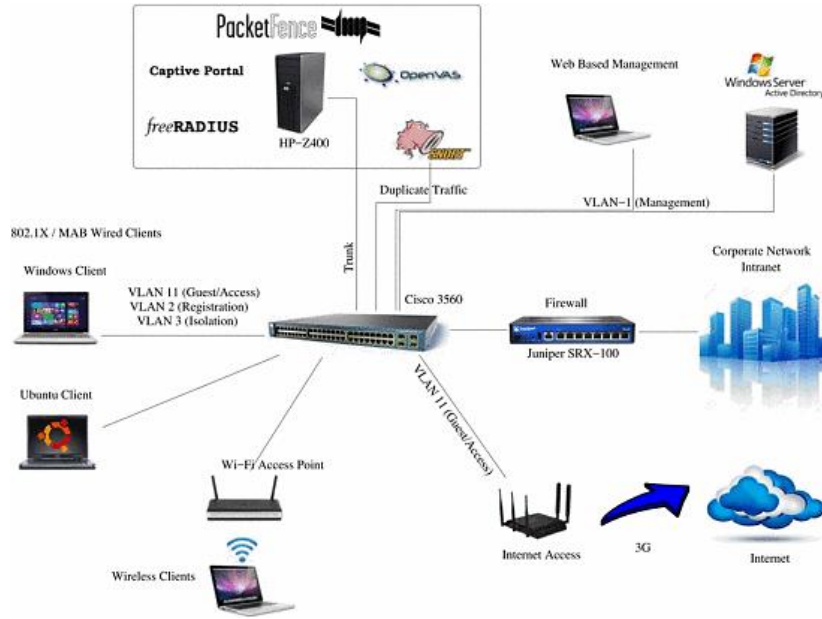 PacketFence
Captive Portal
OpenVAS
freeRADIUS
HP-Z400
SNORT
Duplicate Traffic
Trunk
Web Based Management
Windows Server
Active Directory
VLAN-1 (Management)
802.1X / MAB Wired Clients
Windows Client
VLAN 11 (Guest/Access)
VLAN 2 (Registration)
VLAN 3 (Isolation)
Cisco 3560
Firewall
Juniper SRX-100
Corporate Network
Intranet
Ubuntu Client
VLAN 11 (Guest/Access)
Wi-Fi Access Point
Wireless Clients
Internet Access
3G
Internet